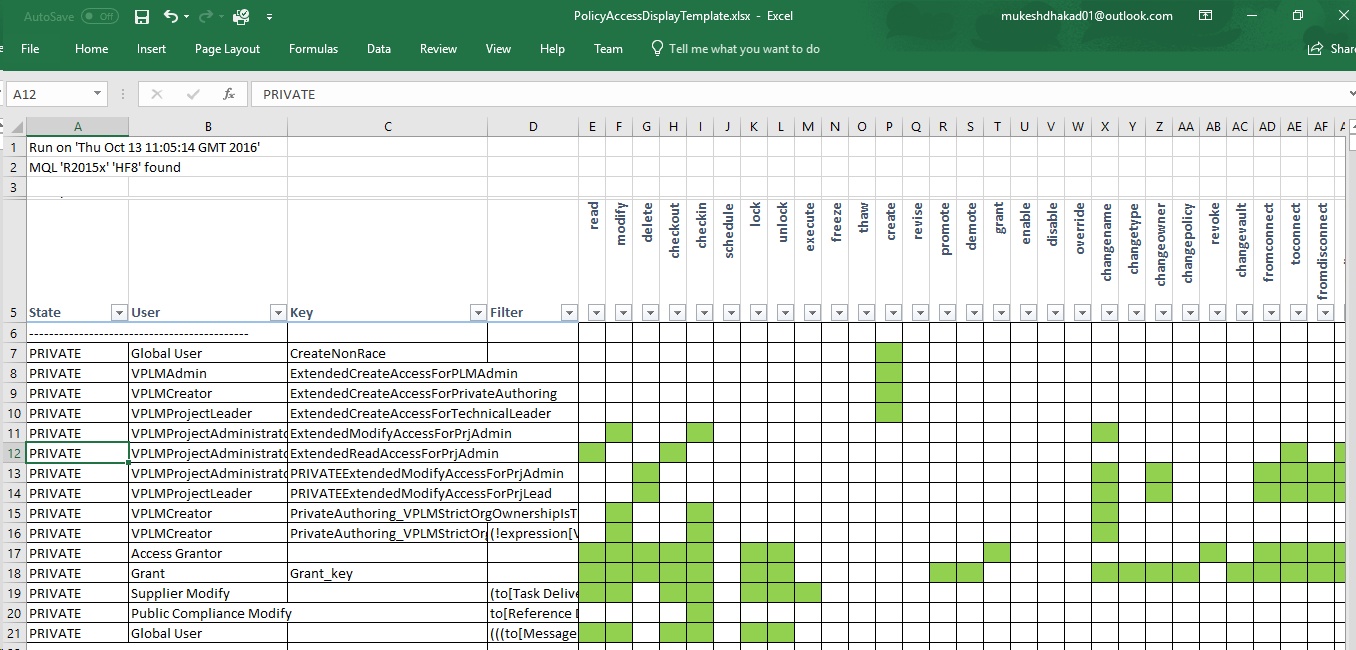 AutoSave Off PolicyAccessDisplayTemplate.xlsx - Excel mukeshdhakad01@outlook.com
File Home Insert Page Layout Formulas Data Review View Help Team Tell me what you want to do Shar
A12 fx PRIVATE
A B C D E F G H I J K L M N O P Q R S T U V W X Y Z AA AB AC AD AE AF A
1 Run on 'Thu Oct 13 11:05:14 GMT 2016'
2 MQL 'R2015x' 'HF8' found
3
read modify delete checkout checkin schedule lock unlock execute freeze thaw create revise promote demote grant enable disable override changename changetype changeowner changepolicy revoke changevault fromconnect toconnect fromdisconnect
5 State User Key Filter
6 --------------------------------------------
7 PRIVATE Global User CreateNonRace
8 PRIVATE VPLMAdmin ExtendedCreateAccessForPLMAdmin
9 PRIVATE VPLMCreator ExtendedCreateAccessForPrivateAuthoring
10 PRIVATE VPLMProjectLeader ExtendedCreateAccessForTechnicalLeader
11 PRIVATE VPLMProjectAdministrato ExtendedModifyAccessForPrjAdmin
12 PRIVATE VPLMProjectAdministrato ExtendedReadAccessForPrjAdmin
13 PRIVATE VPLMProjectAdministrato PRIVATEExtendedModifyAccessForPrjAdmin
14 PRIVATE VPLMProjectLeader PRIVATEExtendedModifyAccessForPrjLead
15 PRIVATE VPLMCreator PrivateAuthoring_VPLMStrictOrgOwnershipIsT
16 PRIVATE VPLMCreator PrivateAuthoring_VPLMStrictOrg (!expression[V
17 PRIVATE Access Grantor
18 PRIVATE Grant Grant_key
19 PRIVATE Supplier Modify (to[Task Delive
20 PRIVATE Public Compliance Modify to[Reference D
21 PRIVATE Global User (((to[Message